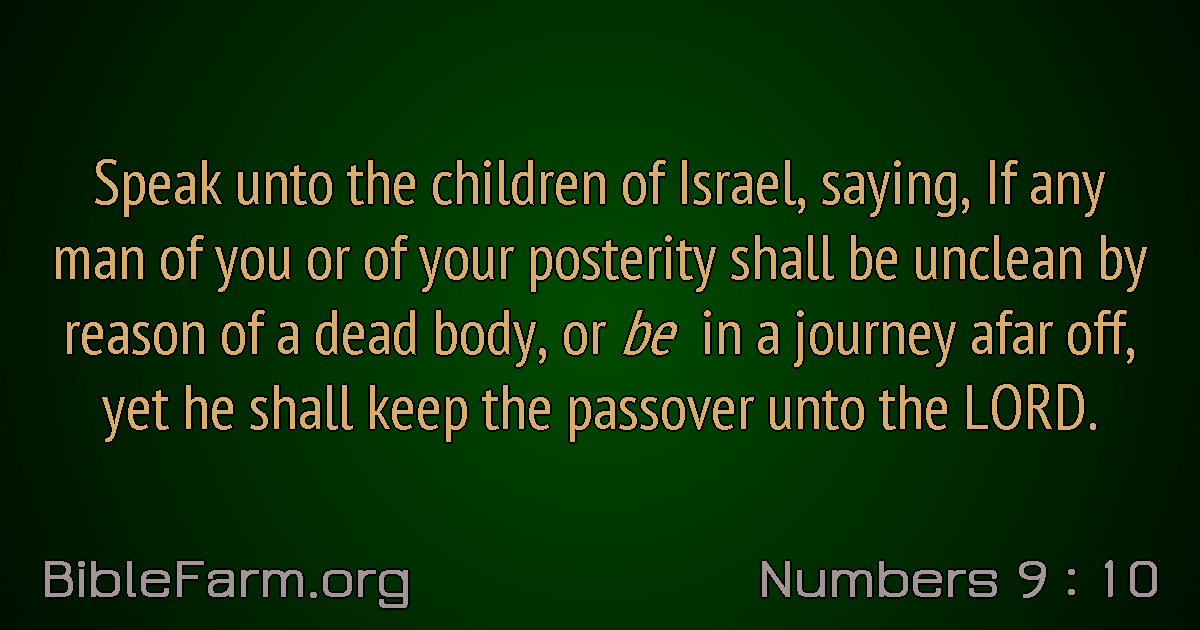 Speak unto the children of Israel, saying, If any
man of you or of your posterity shall be unclean by
reason of a dead body, or be in a journey afar off,
yet he shall keep the passover unto the LORD.
BibleFarm.org
Numbers 9 : 10